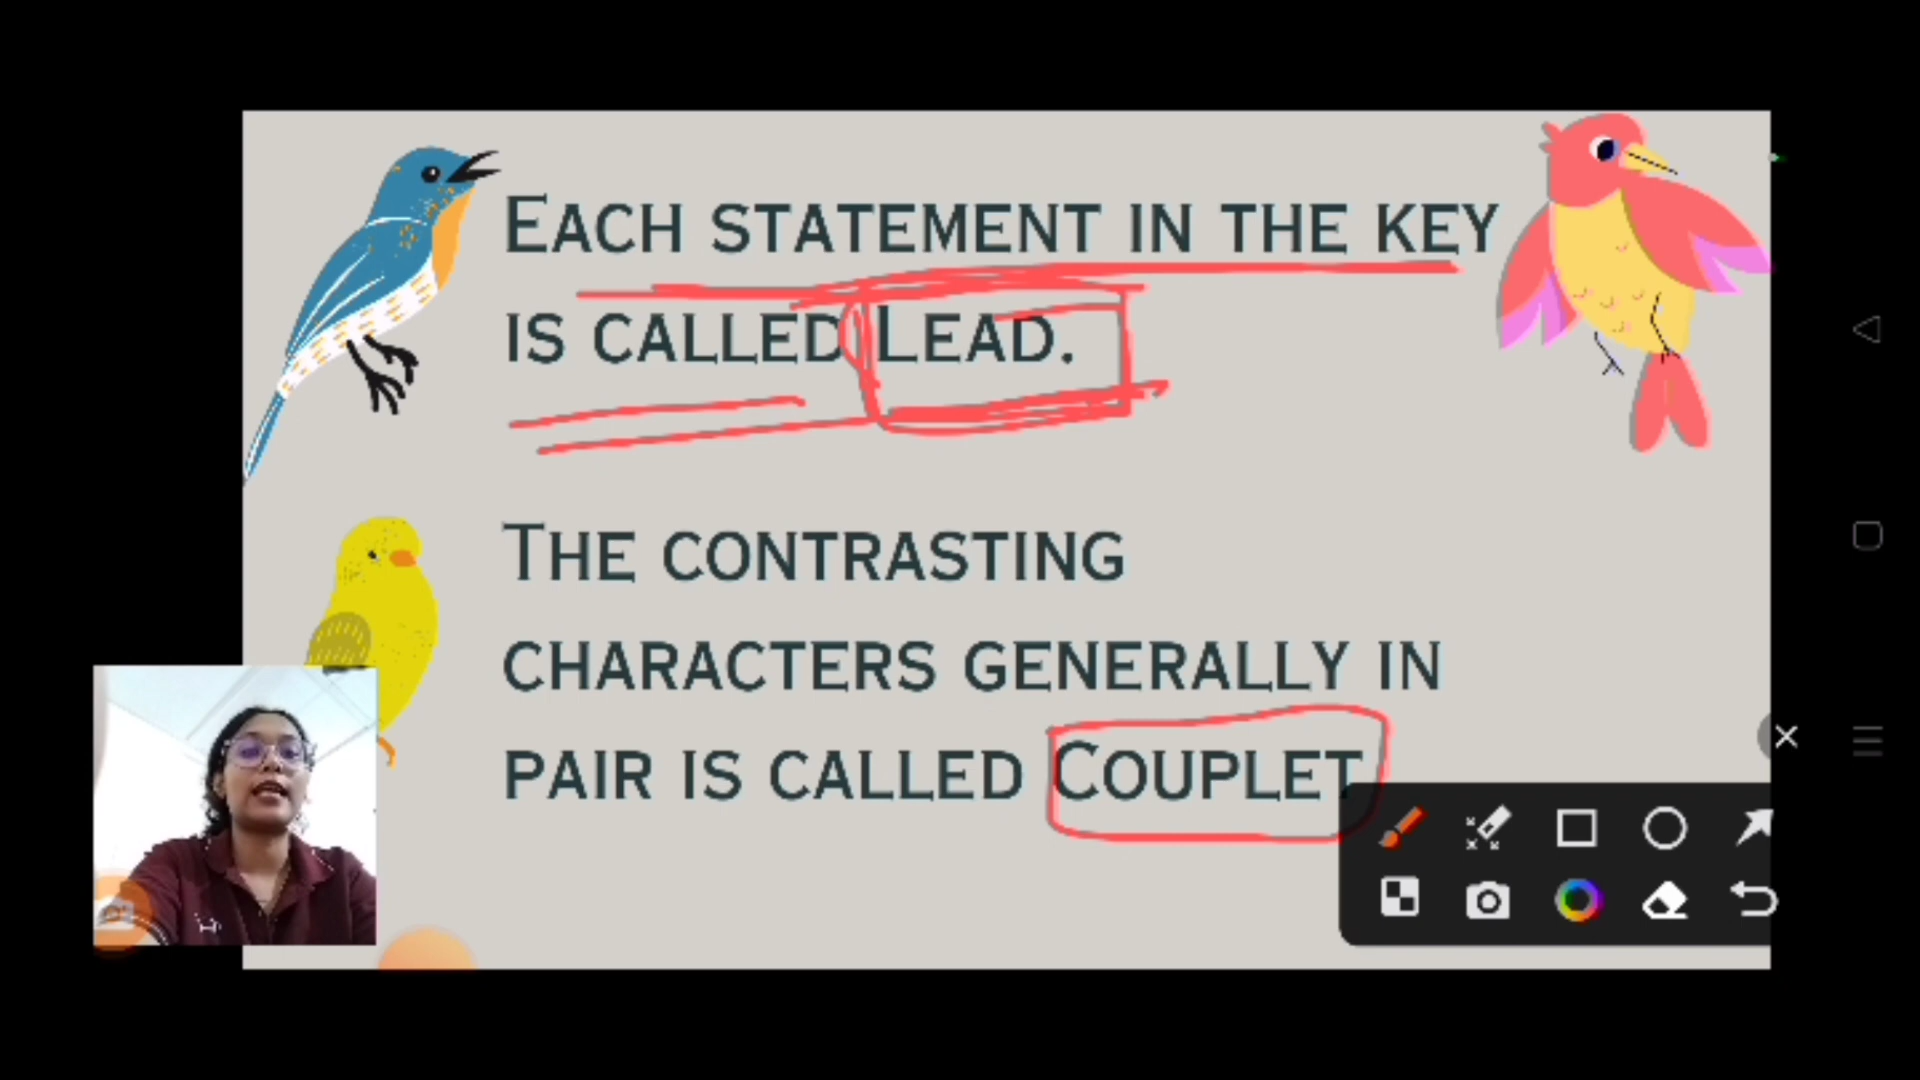 EACH STATEMENT IN THE KEY
IS CALLED LEAD.
THE CONTRASTING
CHARACTERS GENERALLY IN
PAIR IS CALLED COUPLET